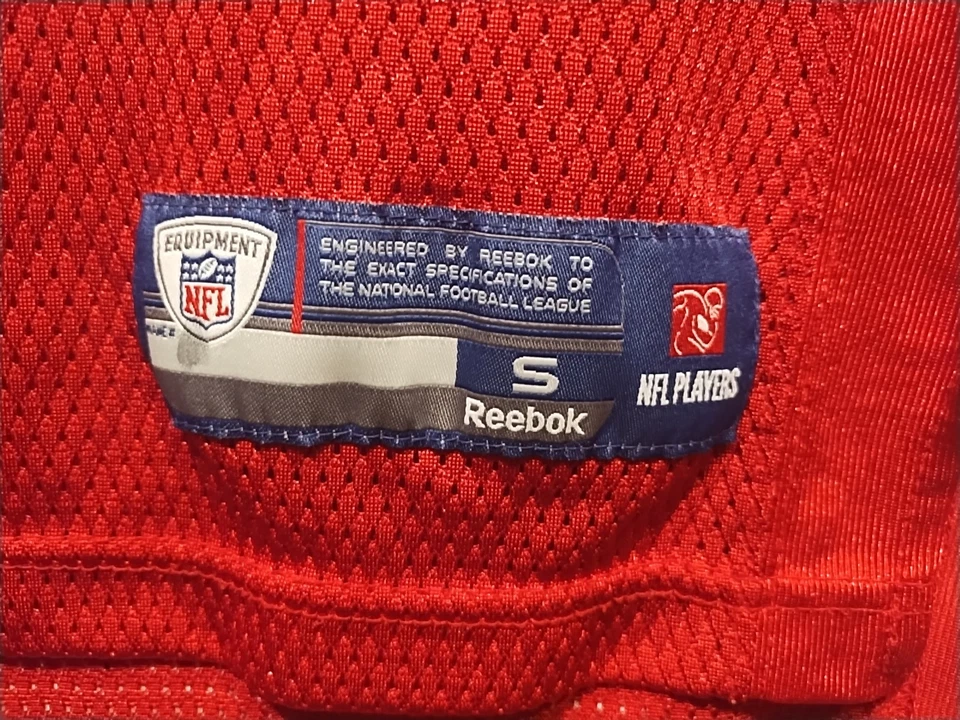 EQUIPMENT
NFL
ENGINEERED BY REEBOK TO
THE EXACT SPECIFICATIONS OF
THE NATIONAL FOOTBALL LEAGUE
S
Reebok
NFL PLAYERS